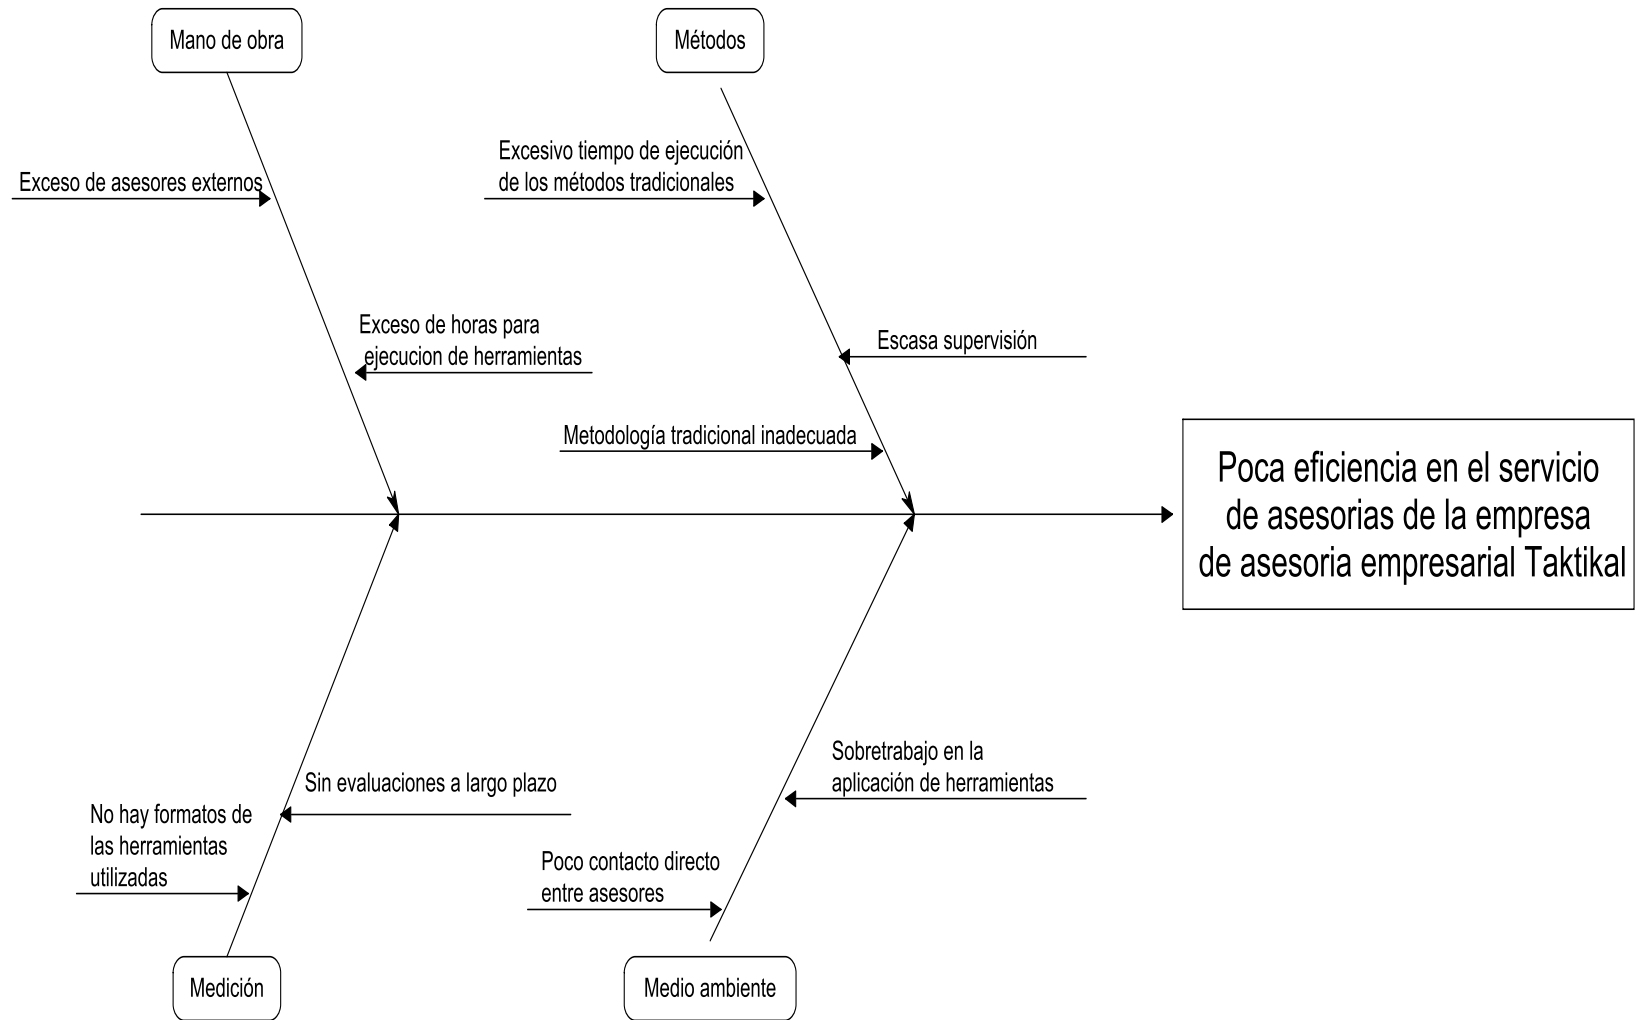 Mano de obra
Métodos
Exceso de asesores externos
Excesivo tiempo de ejecución
de los métodos tradicionales
Exceso de horas para
ejecucion de herramientas
Escasa supervisión
Metodología tradicional inadecuada
Poca eficiencia en el servicio
de asesorias de la empresa
de asesoria empresarial Taktikal
Sin evaluaciones a largo plazo
No hay formatos de
las herramientas
utilizadas
Sobretrabajo en la
aplicación de herramientas
Poco contacto directo
entre asesores
Medición
Medio ambiente